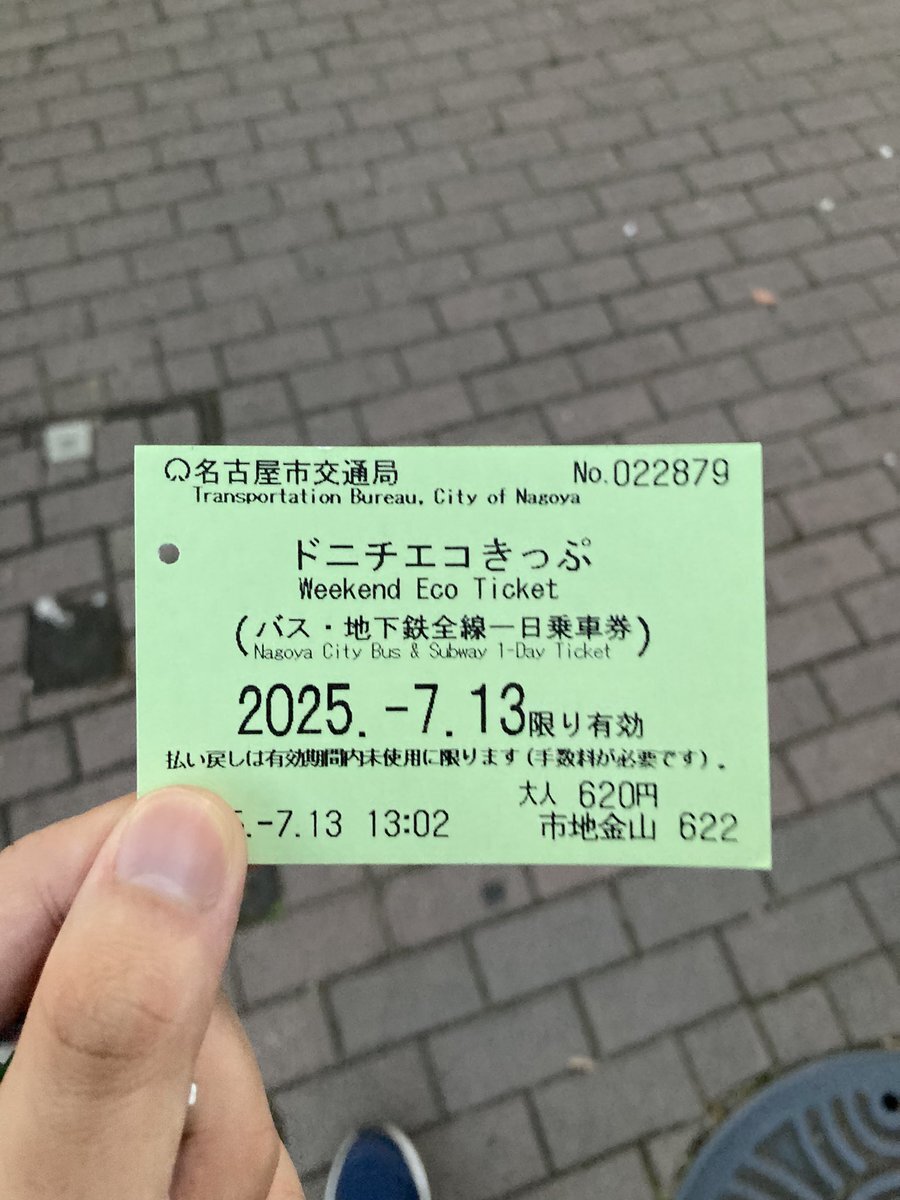 名古屋市交通局 No.022879
Transportation Bureau, City of Nagoya
ドニチエコきっぷ
Weekend Eco Ticket
(バス・地下鉄全線一日乗車券)
Nagoya City Bus & Subway 1-Day Ticket
2025.-7.13限り有効
払い戻しは有効期間内未使用に限ります(手数料が必要です)。
大人 620円
5.-7.13 13:02 市地金山 622